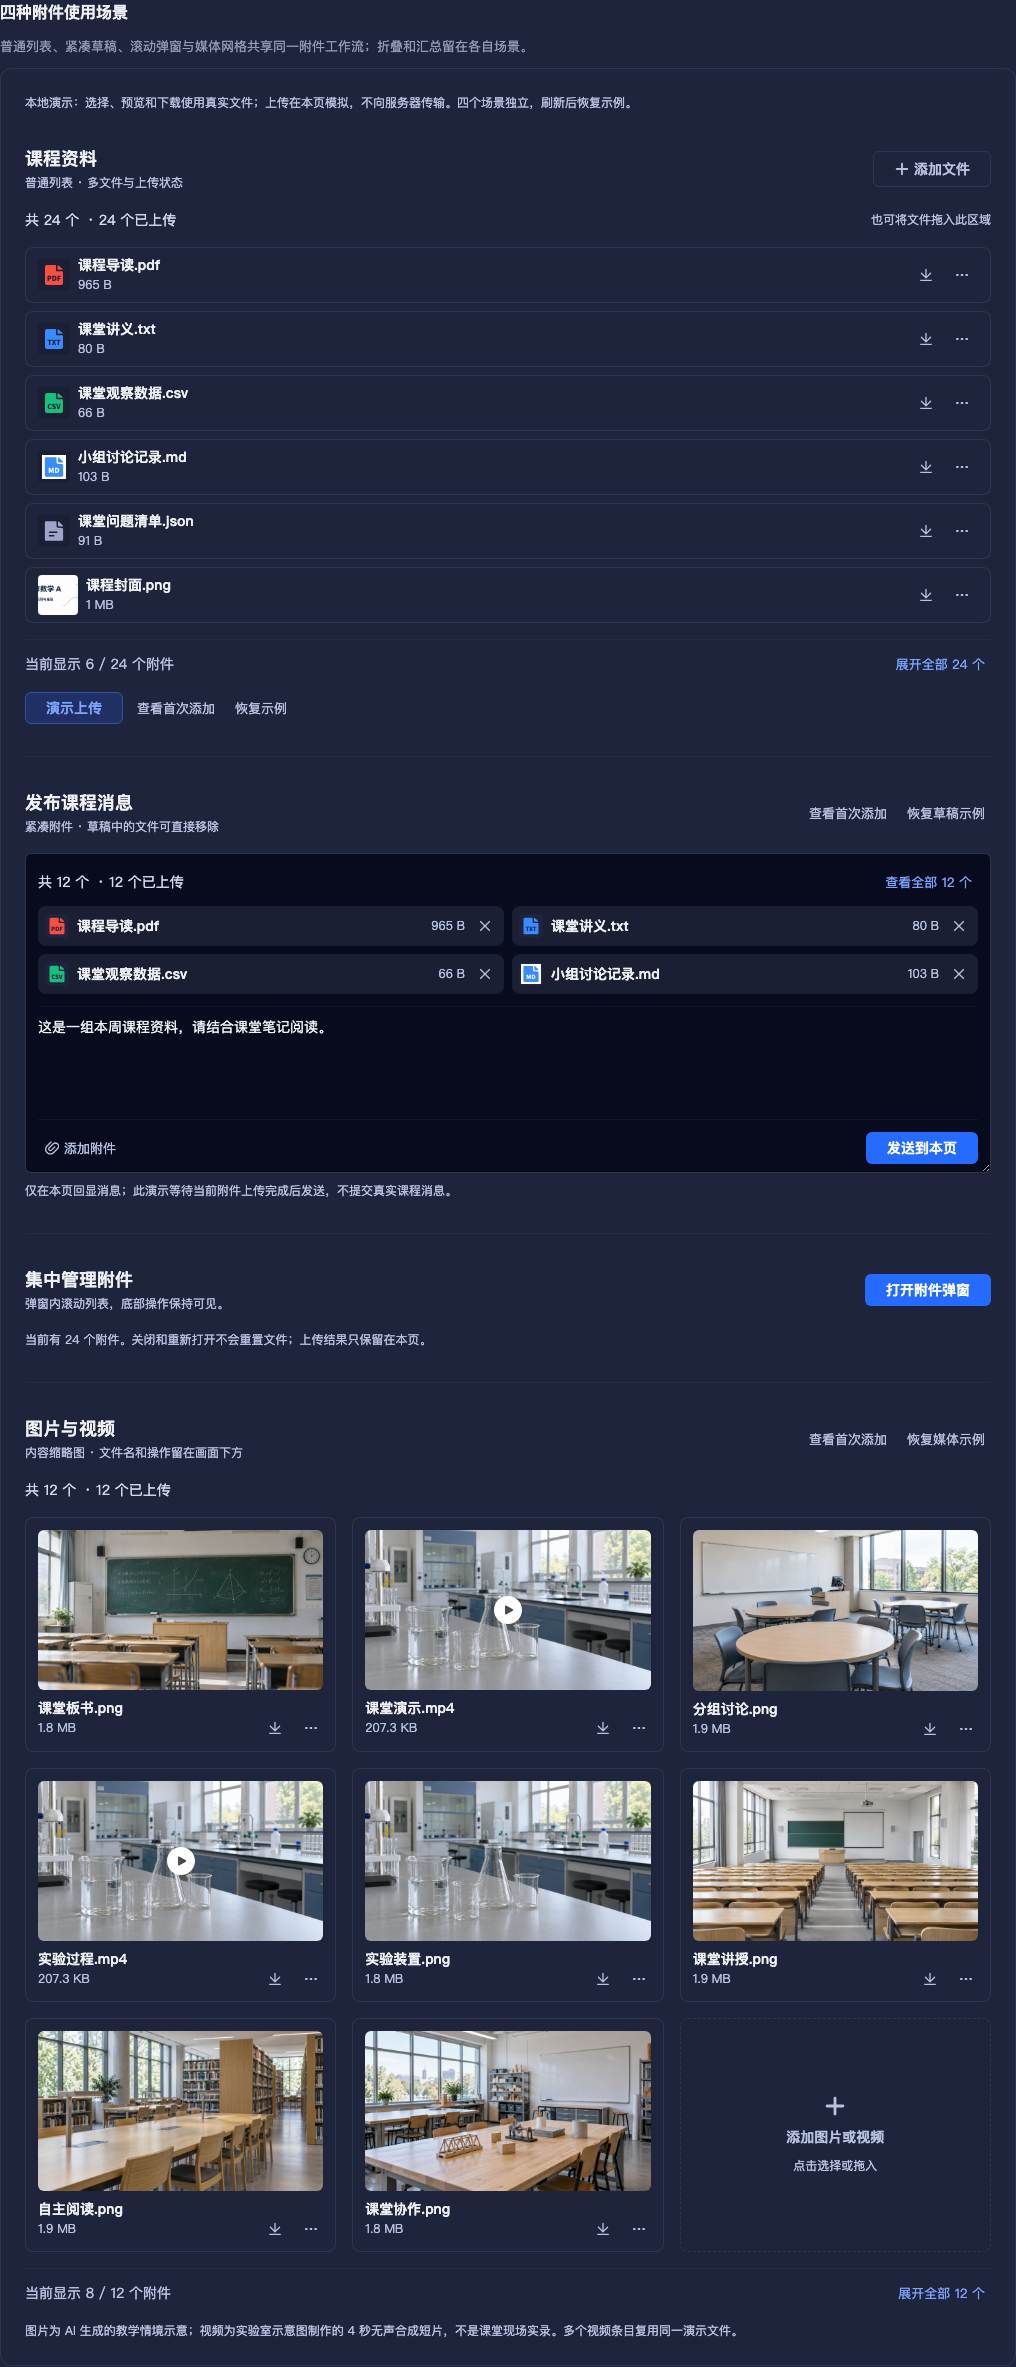 四种附件使用场景
普通列表、紧凑草稿、滚动弹窗与媒体网格共享同一附件工作流；折叠和汇总留在各自场景。
本地演示：选择、预览和下载使用真实文件；上传在本页模拟，不向服务器传输。四个场景独立，刷新后恢复示例。
课程资料
普通列表 · 多文件与上传状态
添加文件
共 24 个 · 24 个已上传
也可将文件拖入此区域
PDF
课程导读.pdf
965 B
TXT
课堂讲义.txt
80 B
CSV
课堂观察数据.csv
66 B
MD
小组讨论记录.md
103 B
课堂问题清单.json
91 B
课程封面.png
1 MB
当前显示 6 / 24 个附件
展开全部 24 个
演示上传
查看首次添加
恢复示例
发布课程消息
紧凑附件 · 草稿中的文件可直接移除
查看首次添加
恢复草稿示例
共 12 个 · 12 个已上传
查看全部 12 个
PDF
课程导读.pdf
965 B
TXT
课堂讲义.txt
80 B
CSV
课堂观察数据.csv
66 B
MD
小组讨论记录.md
103 B
这是一组本周课程资料，请结合课堂笔记阅读。
添加附件
发送到本页
仅在本页回显消息；此演示等待当前附件上传完成后发送，不提交真实课程消息。
集中管理附件
弹窗内滚动列表，底部操作保持可见。
打开附件弹窗
当前有 24 个附件。关闭和重新打开不会重置文件；上传结果只保留在本页。
图片与视频
内容缩略图 · 文件名和操作留在画面下方
查看首次添加
恢复媒体示例
共 12 个 · 12 个已上传
课堂板书.png
1.8 MB
课堂演示.mp4
207.3 KB
分组讨论.png
1.9 MB
实验过程.mp4
207.3 KB
实验装置.png
1.8 MB
课堂讲授.png
1.9 MB
自主阅读.png
1.9 MB
课堂协作.png
1.8 MB
添加图片或视频
点击选择或拖入
当前显示 8 / 12 个附件
展开全部 12 个
图片为 AI 生成的教学情境示意；视频为实验室示意图制作的 4 秒无声合成短片，不是课堂现场实录。多个视频条目复用同一演示文件。